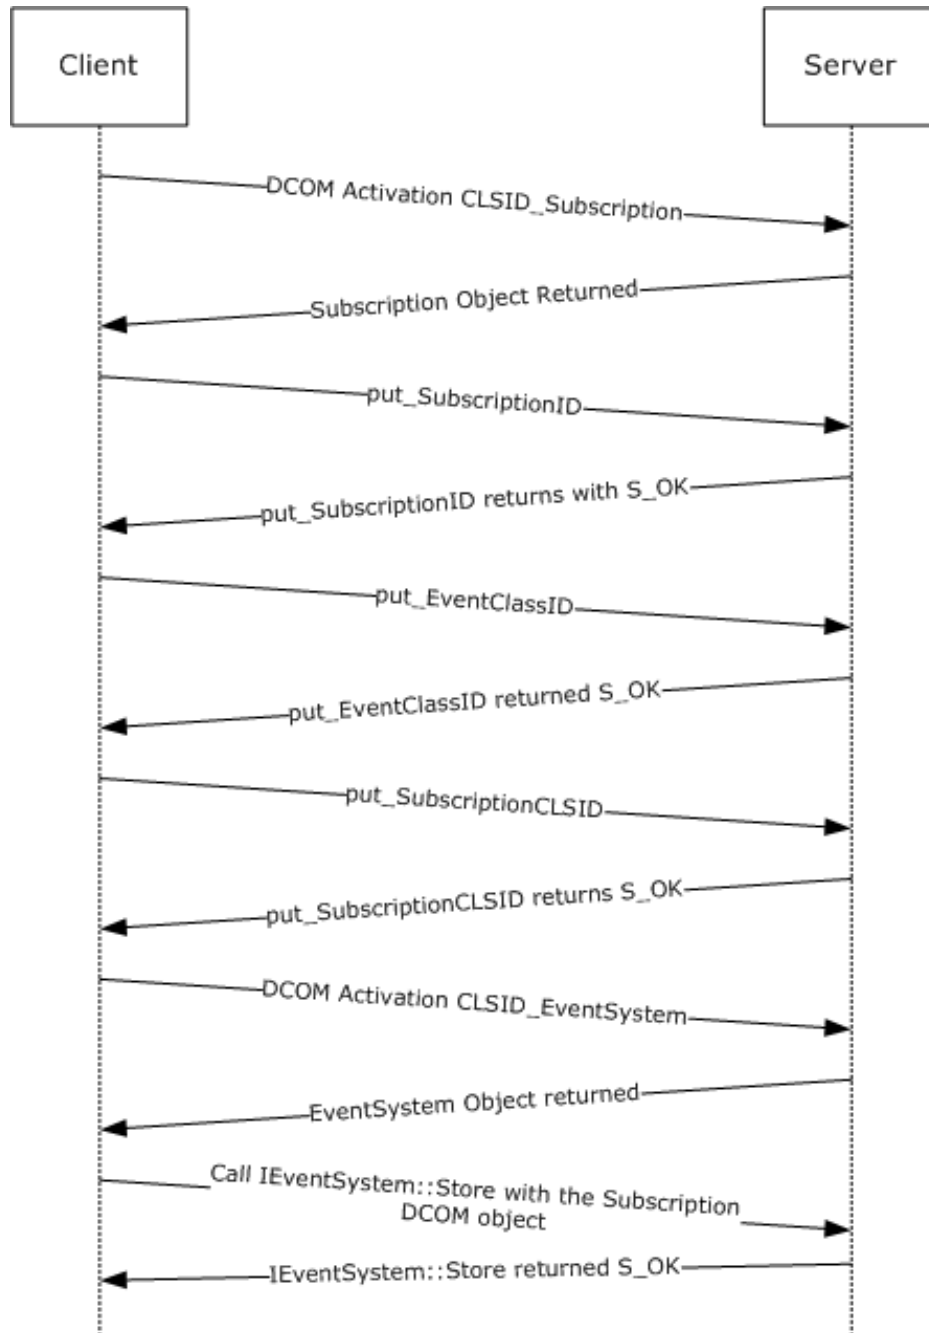 Client
Server
DCOM Activation CLSID_Subscription
Subscription Object Returned
put_SubscriptionID
put_SubscriptionID returns with S_OK
put_EventClassID
put_EventClassID returned S_OK
put_SubscriptionCLSID
put_SubscriptionCLSID returns S_OK
DCOM Activation CLSID_EventSystem
EventSystem Object returned
Call IEventSystem::Store with the Subscription
DCOM object
IEventSystem::Store returned S_OK